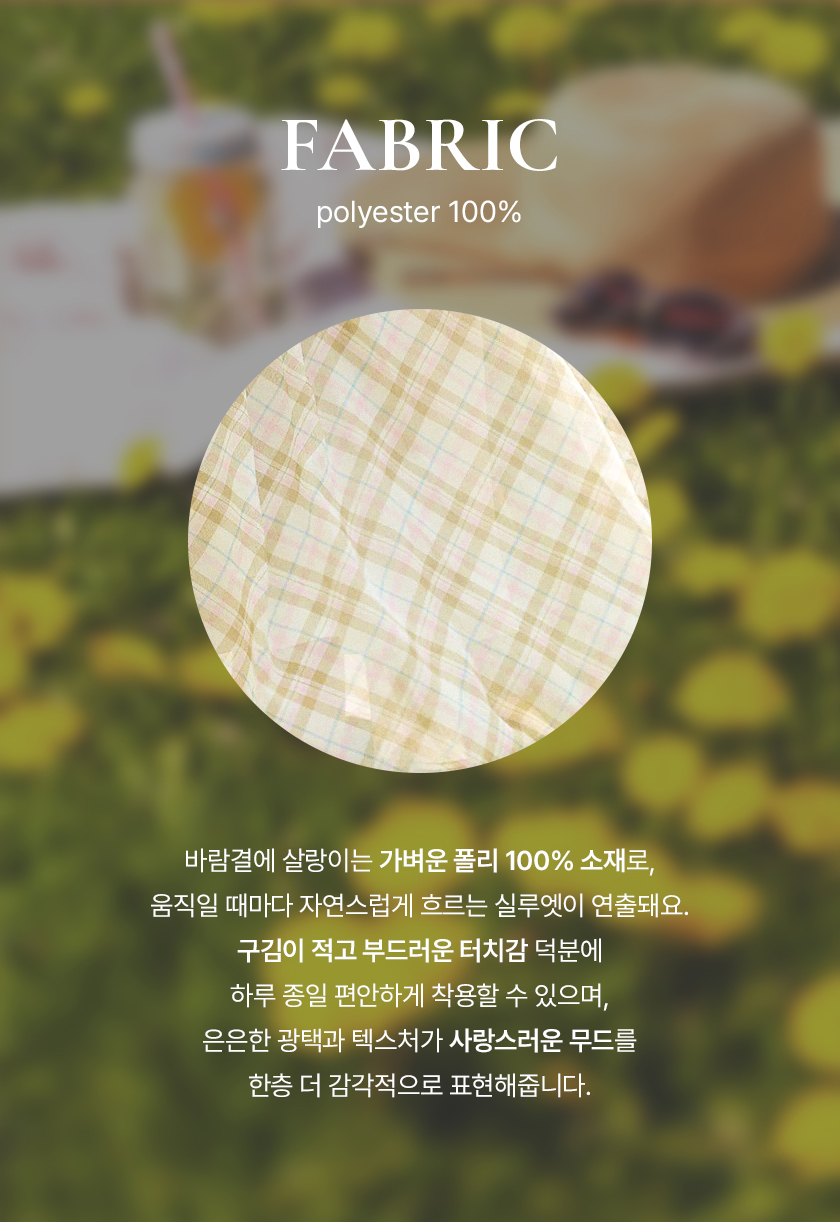 FABRIC
polyester 100%
바람결에 살랑이는 가벼운 폴리 100% 소재로,
움직일 때마다 자연스럽게 흐르는 실루엣이 연출돼요.
구김이 적고 부드러운 터치감 덕분에
하루 종일 편안하게 착용할 수 있으며,
은은한 광택과 텍스처가 사랑스러운 무드를
한층 더 감각적으로 표현해줍니다.